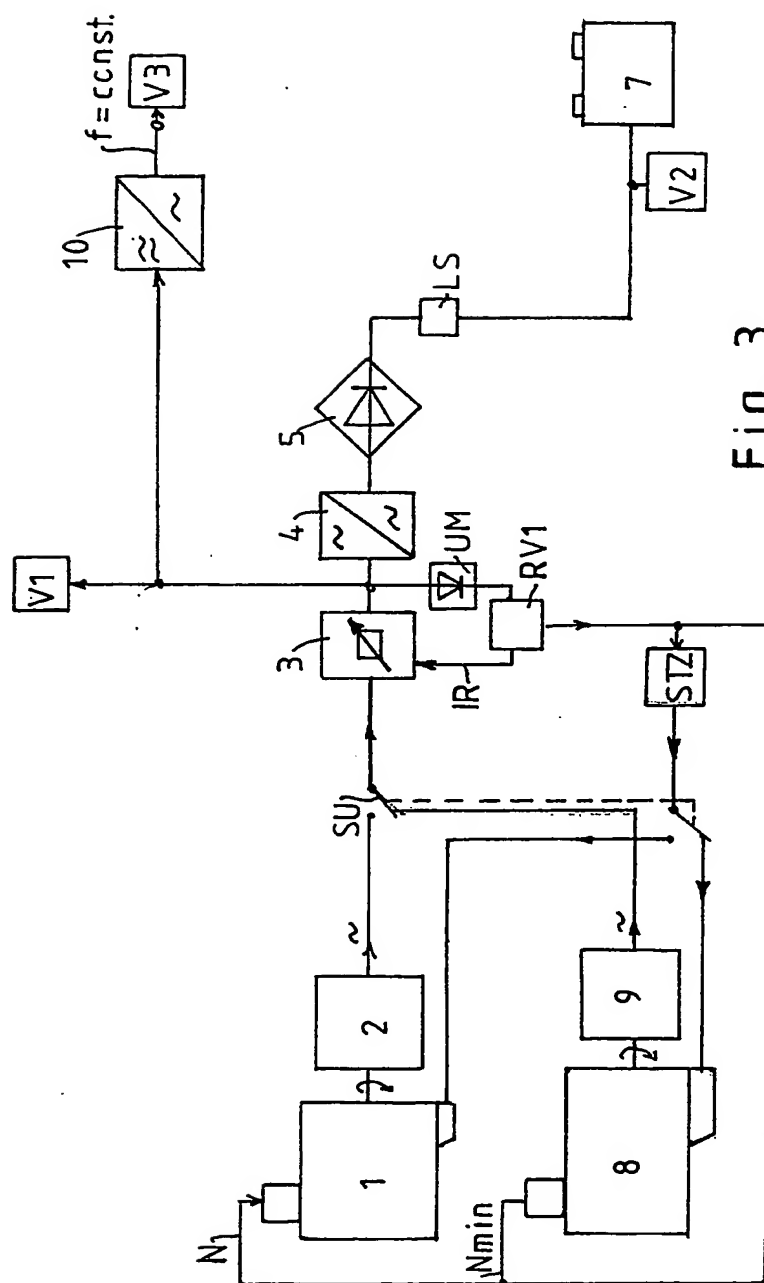 f = const.
V3
10
≈
~
V1
7
V2
LS
5
4
~
~
UM
RV1
3
IR
STZ
SU
~
2
1
N
~
9
8
Nmin
Fig. 3